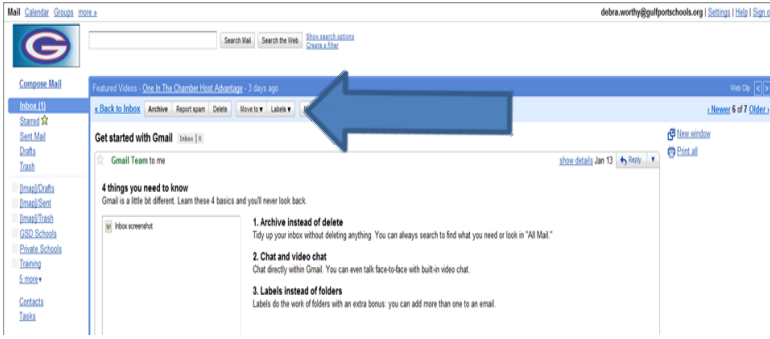 Mail Calendar Groups more »
debra.worthy@gulfportschools.org | Settings | Help | Sign o
G
Search Mail Search the Web Show search options
Create a filter
Compose Mail
Inbox (1)
Starred
Sent Mail
Drafts
Trash
[Imap]/Drafts
[Imap]/Sent
[Imap]/Trash
GSD Schools
Private Schools
Training
5 more▾
Contacts
Tasks
Featured Videos - One In The Chamber Host Advantage - 3 days ago
Web Clip < >
« Back to Inbox Archive Report spam Delete Move to ▾ Labels ▾
‹ Newer 6 of 7 Older ›
Get started with Gmail Inbox | X
New window
Print all
Gmail Team to me
show details Jan 13 Reply ▾
4 things you need to know
Gmail is a little bit different. Learn these 4 basics and you'll never look back.
Inbox screenshot
1. Archive instead of delete
Tidy up your inbox without deleting anything. You can always search to find what you need or look in "All Mail."
2. Chat and video chat
Chat directly within Gmail. You can even talk face-to-face with built-in video chat.
3. Labels instead of folders
Labels do the work of folders with an extra bonus: you can add more than one to an email.